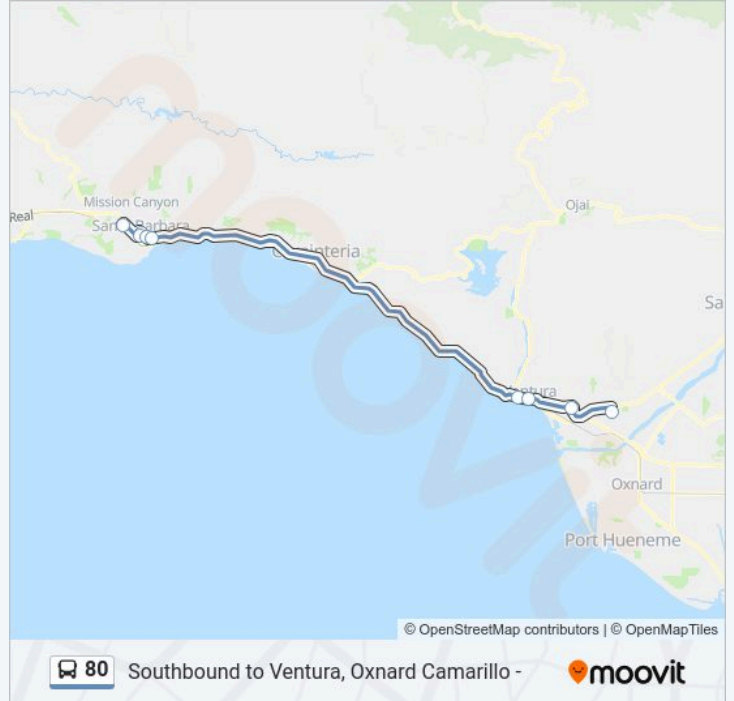 moovit
Mission Canyon
Real
Santa Barbara
Ojai
Carpinteria
Sa
Ventura
Oxnard
Port Hueneme
© OpenStreetMap contributors | © OpenMapTiles
80 Southbound to Ventura, Oxnard Camarillo - moovit